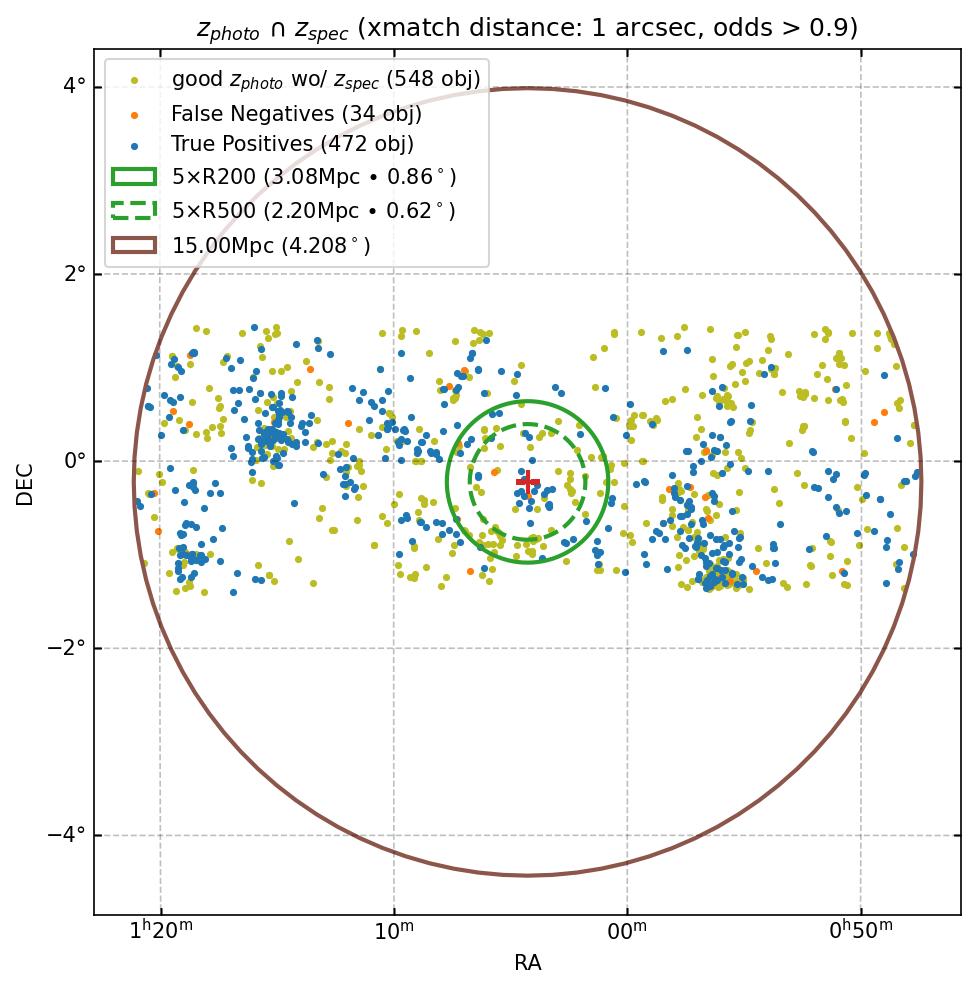 z_photo ∩ z_spec (xmatch distance: 1 arcsec, odds > 0.9)
good z_photo wo/ z_spec (548 obj)
False Negatives (34 obj)
True Positives (472 obj)
5×R200 (3.08Mpc • 0.86°)
5×R500 (2.20Mpc • 0.62°)
15.00Mpc (4.208°)
4°
2°
0°
−2°
−4°
DEC
1ʰ20ᵐ
10ᵐ
00ᵐ
0ʰ50ᵐ
RA